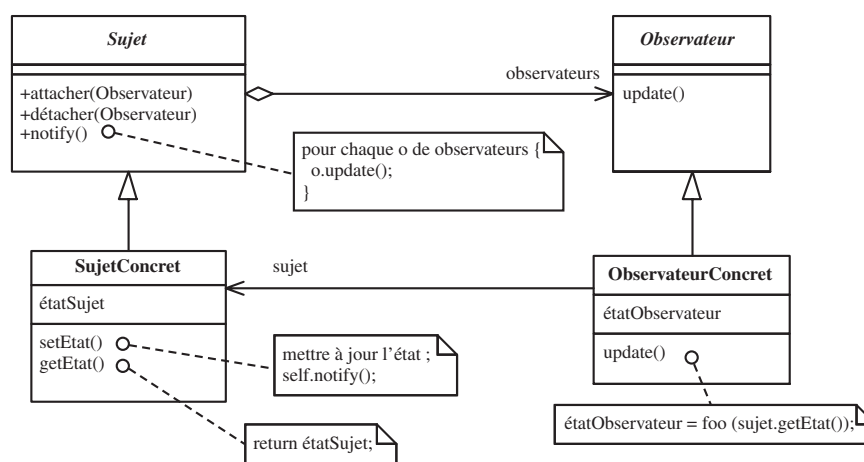 Sujet
+attacher(Observateur)
+détacher(Observateur)
+notify()
observateurs
Observateur
update()
pour chaque o de observateurs {
o.update();
}
SujetConcret
étatSujet
setEtat()
getEtat()
sujet
ObservateurConcret
étatObservateur
update()
mettre à jour l'état ;
self.notify();
return étatSujet;
étatObservateur = foo (sujet.getEtat());